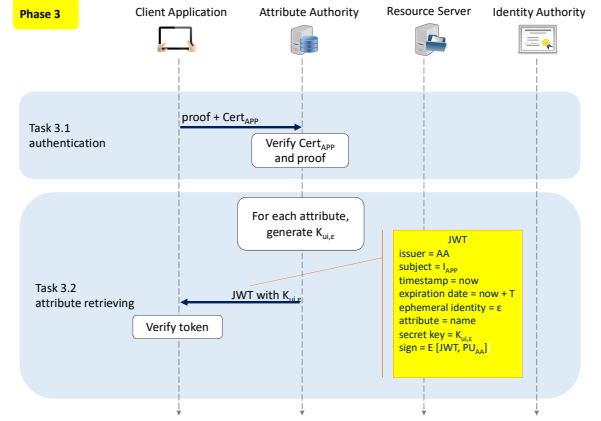 Phase 3
Client Application
Attribute Authority
Resource Server
Identity Authority
Task 3.1
authentication
proof + Cert_APP
Verify Cert_APP
and proof
Task 3.2
attribute retrieving
For each attribute,
generate K_ui,ε
JWT with K_ui,ε
Verify token
JWT
issuer = AA
subject = I_APP
timestamp = now
expiration date = now + T
ephemeral identity = ε
attribute = name
secret key = K_ui,ε
sign = E [JWT, PU_AA]